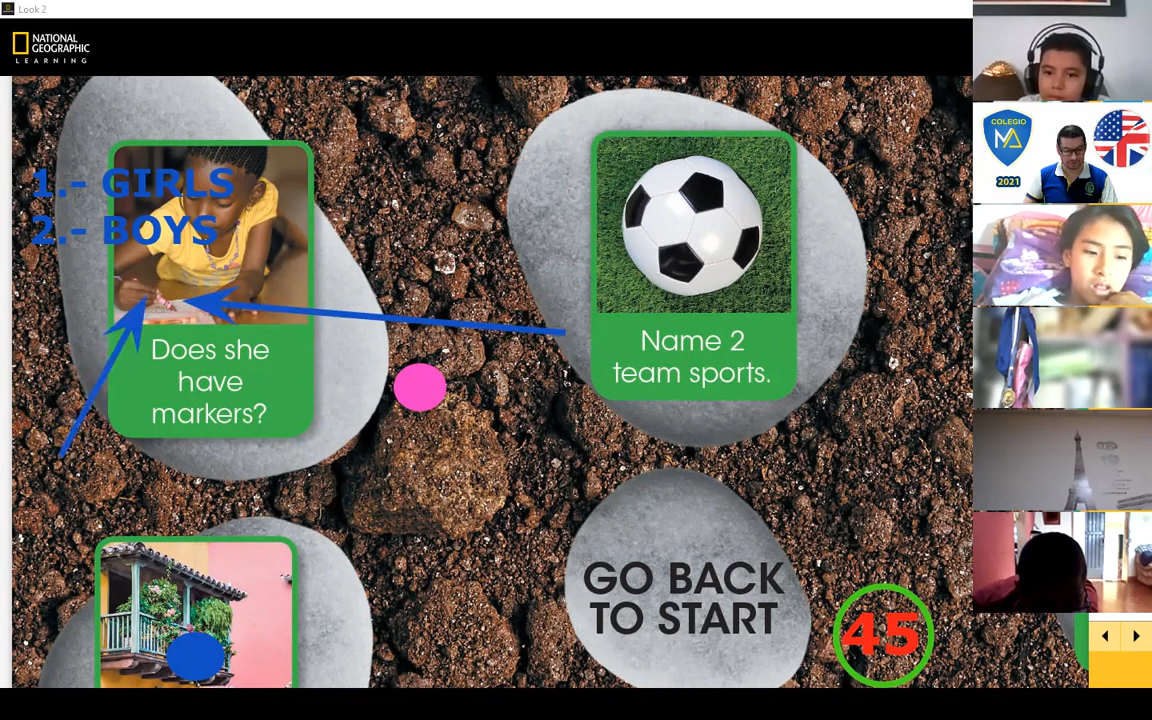 Look 2
NATIONAL
GEOGRAPHIC
LEARNING
1.- GIRLS
2.- BOYS
Does she
have
markers?
Name 2
team sports.
GO BACK
TO START
45
COLEGIO
MA
2021